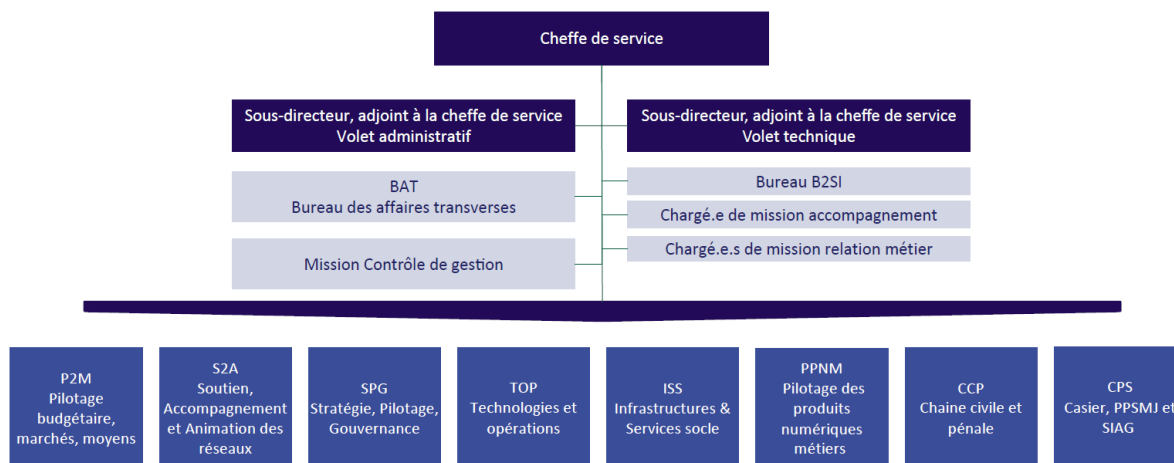 Cheffe de service
Sous-directeur, adjoint à la cheffe de service
Volet administratif
Sous-directeur, adjoint à la cheffe de service
Volet technique
BAT
Bureau des affaires transverses
Mission Contrôle de gestion
Bureau B2SI
Chargé.e de mission accompagnement
Chargé.e.s de mission relation métier
P2M
Pilotage
budgétaire,
marchés, moyens
S2A
Soutien,
Accompagnement
et Animation des
réseaux
SPG
Stratégie, Pilotage,
Gouvernance
TOP
Technologies et
opérations
ISS
Infrastructures &
Services socle
PPNM
Pilotage des
produits
numériques
métiers
CCP
Chaine civile et
pénale
CPS
Casier, PPSMJ et
SIAG